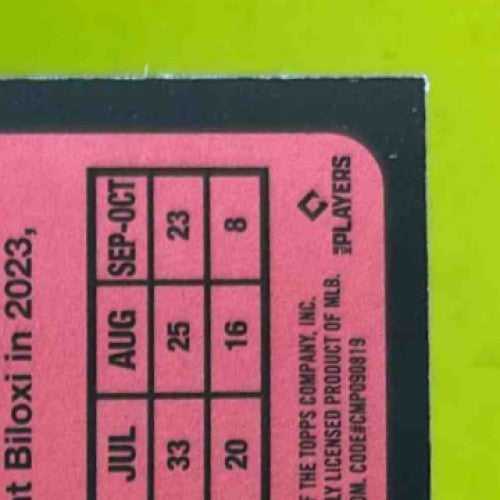 t Biloxi in 2023,
JUL AUG SEP-OCT
33 25 23
20 16 8
F THE TOPPS COMPANY, INC.
LY LICENSED PRODUCT OF MLB.
OM. CODE#CMP090819
MLB PLAYERS